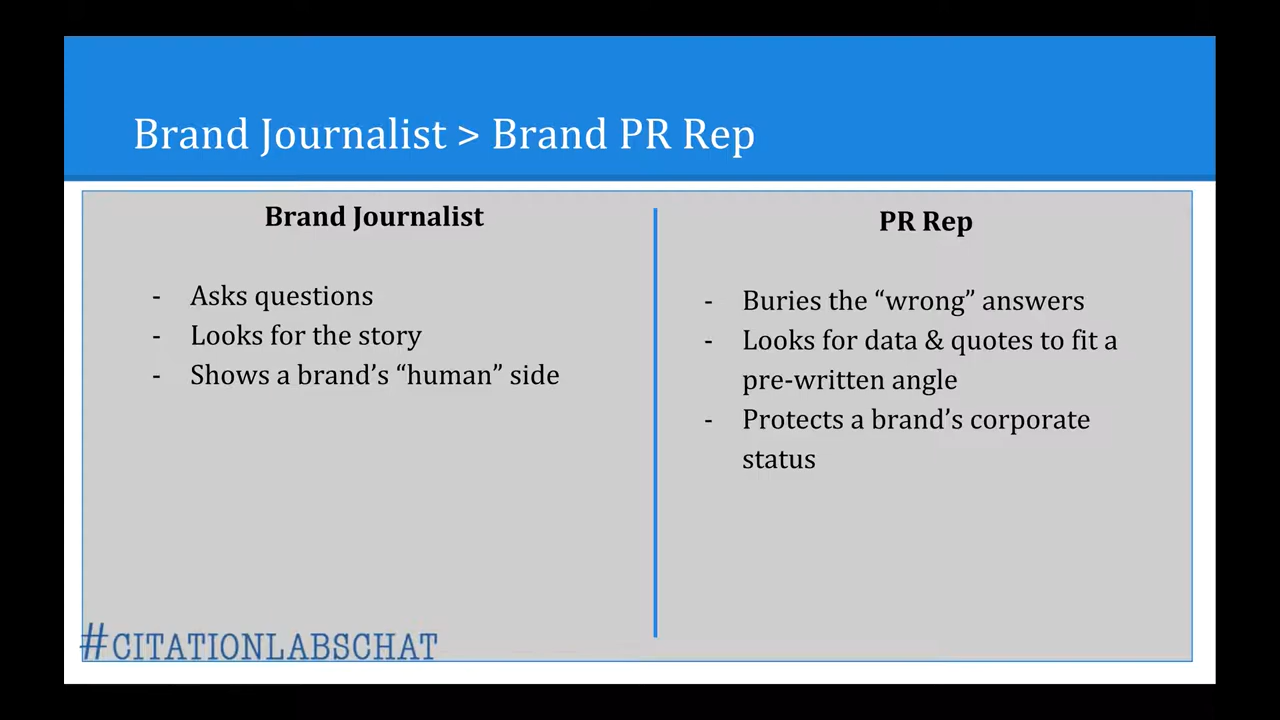 Brand Journalist > Brand PR Rep
Brand Journalist
- Asks questions
- Looks for the story
- Shows a brand’s “human” side
PR Rep
- Buries the “wrong” answers
- Looks for data & quotes to fit a
pre-written angle
- Protects a brand’s corporate
status
#CITATIONLABSCHAT